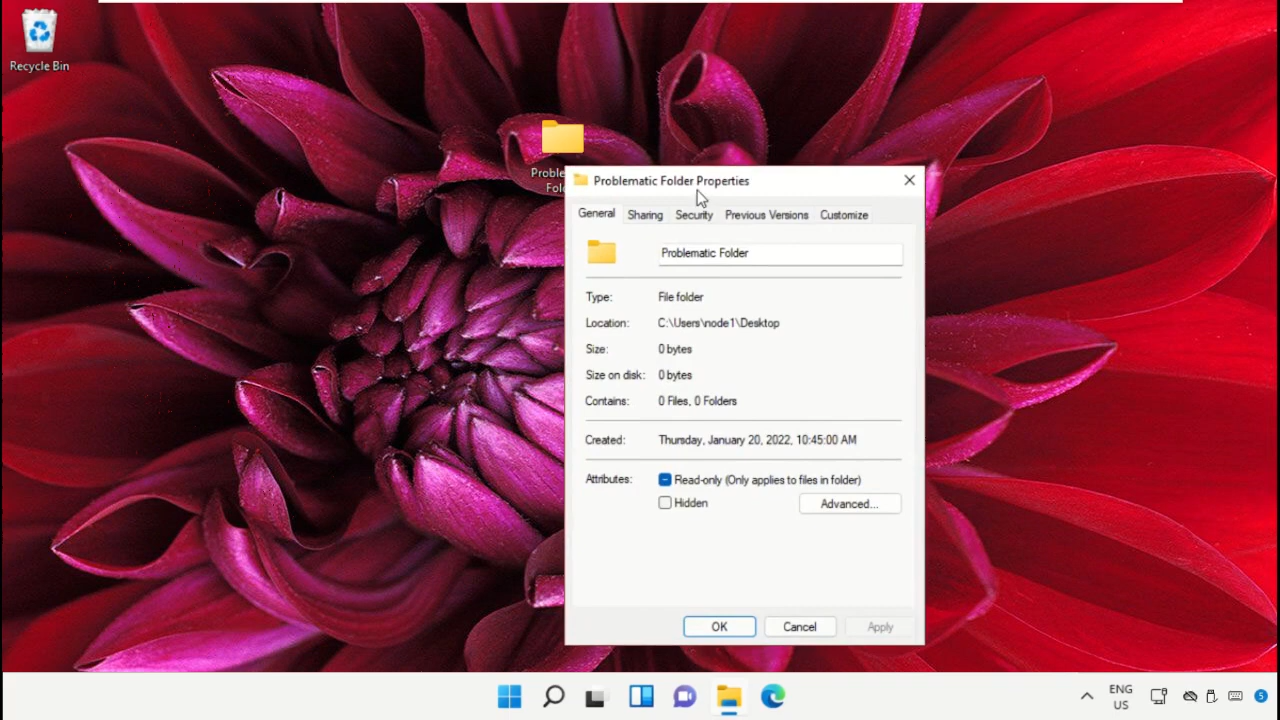 Recycle Bin
Problematic Folder Properties
General Sharing Security Previous Versions Customize
Problematic Folder
Type: File folder
Location: C:\Users\node1\Desktop
Size: 0 bytes
Size on disk: 0 bytes
Contains: 0 Files, 0 Folders
Created: Thursday, January 20, 2022, 10:45:00 AM
Attributes: Read-only (Only applies to files in folder)
Hidden Advanced...
OK Cancel Apply
ENG
US
5